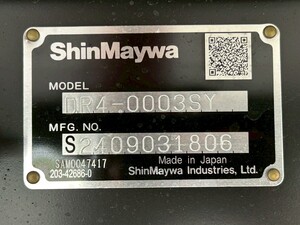 ShinMaywa
MODEL
DR4-0003SY
MFG. NO.
S2409031806
SAM0047417
Made in Japan
203-42686-0
ShinMaywa Industries, Ltd.